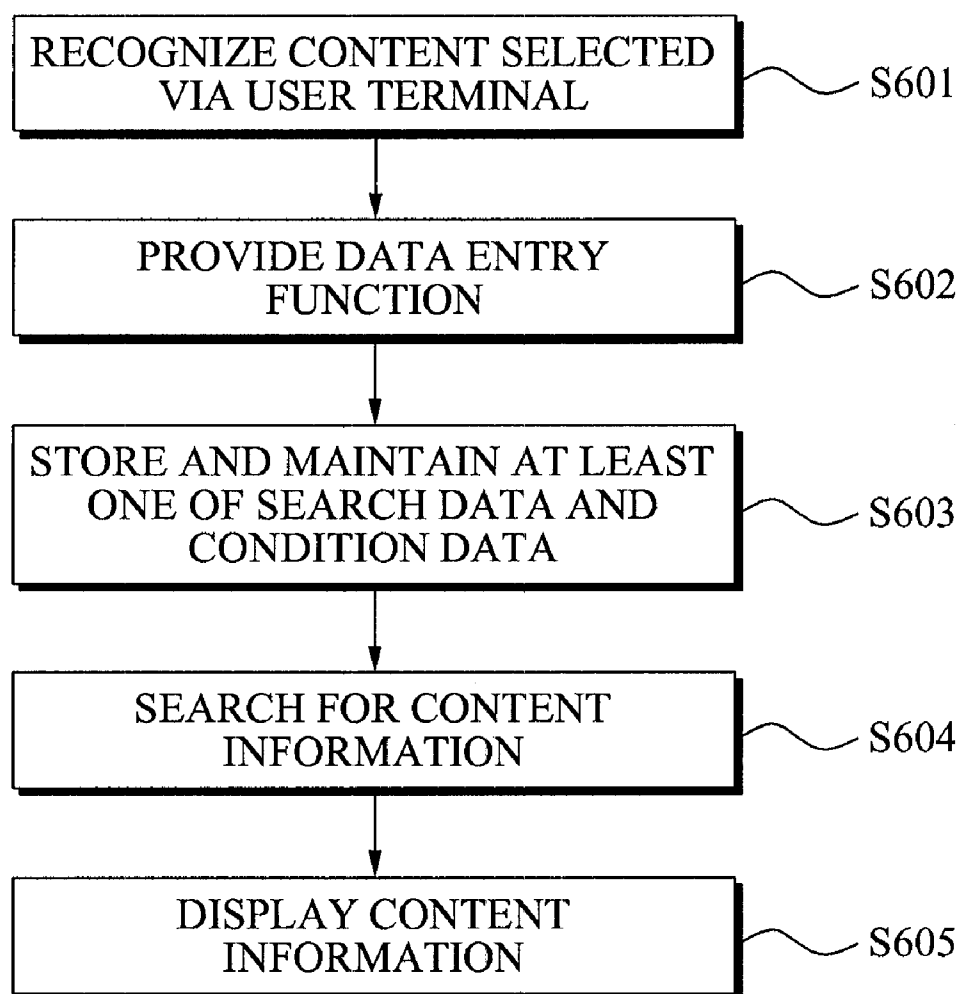 RECOGNIZE CONTENT SELECTED
VIA USER TERMINAL
S601
PROVIDE DATA ENTRY
FUNCTION
S602
STORE AND MAINTAIN AT LEAST
ONE OF SEARCH DATA AND
CONDITION DATA
S603
SEARCH FOR CONTENT
INFORMATION
S604
DISPLAY CONTENT
INFORMATION
S605